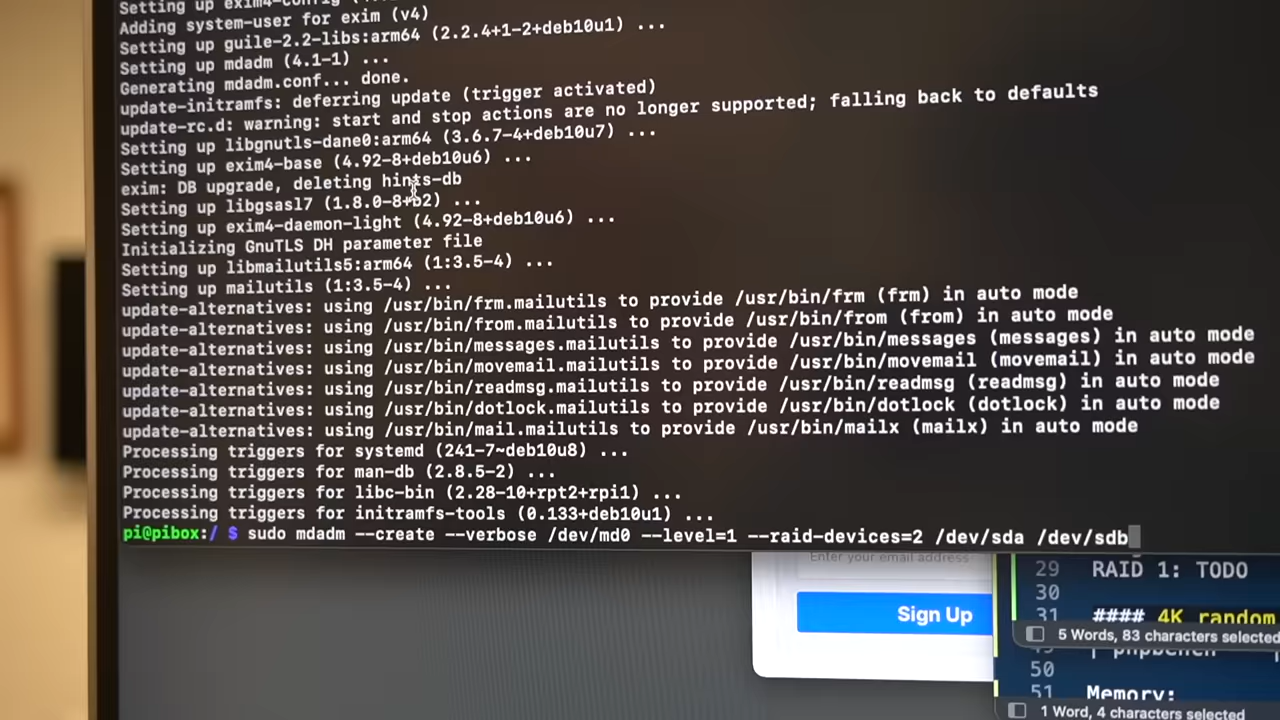 Setting up exim4-config
Adding system-user for exim (v4)
Setting up guile-2.2-libs:arm64 (2.2.4+1-2+deb10u1) ...
Setting up mdadm (4.1-1) ...
Generating mdadm.conf... done.
update-initramfs: deferring update (trigger activated)
update-rc.d: warning: start and stop actions are no longer supported; falling back to defaults
Setting up libgnutls-dane0:arm64 (3.6.7-4+deb10u7) ...
Setting up exim4-base (4.92-8+deb10u6) ...
exim: DB upgrade, deleting hints-db
Setting up libgsasl7 (1.8.0-8+b2) ...
Setting up exim4-daemon-light (4.92-8+deb10u6) ...
Initializing GnuTLS DH parameter file
Setting up libmailutils5:arm64 (1:3.5-4) ...
Setting up mailutils (1:3.5-4) ...
update-alternatives: using /usr/bin/frm.mailutils to provide /usr/bin/frm (frm) in auto mode
update-alternatives: using /usr/bin/from.mailutils to provide /usr/bin/from (from) in auto mode
update-alternatives: using /usr/bin/messages.mailutils to provide /usr/bin/messages (messages) in auto mode
update-alternatives: using /usr/bin/movemail.mailutils to provide /usr/bin/movemail (movemail) in auto mode
update-alternatives: using /usr/bin/readmsg.mailutils to provide /usr/bin/readmsg (readmsg) in auto mode
update-alternatives: using /usr/bin/dotlock.mailutils to provide /usr/bin/dotlock (dotlock) in auto mode
update-alternatives: using /usr/bin/mail.mailutils to provide /usr/bin/mailx (mailx) in auto mode
Processing triggers for systemd (241-7~deb10u8) ...
Processing triggers for man-db (2.8.5-2) ...
Processing triggers for libc-bin (2.28-10+rpt2+rpi1) ...
Processing triggers for initramfs-tools (0.133+deb10u1) ...
pi@pibox:/ $ sudo mdadm --create --verbose /dev/md0 --level=1 --raid-devices=2 /dev/sda /dev/sdb
Enter your email address
Sign Up
29 RAID 1: TODO
30
31 #### 4K random
5 Words, 83 characters selected
| phpbench |
50
51 Memory:
1 Word, 4 characters selected